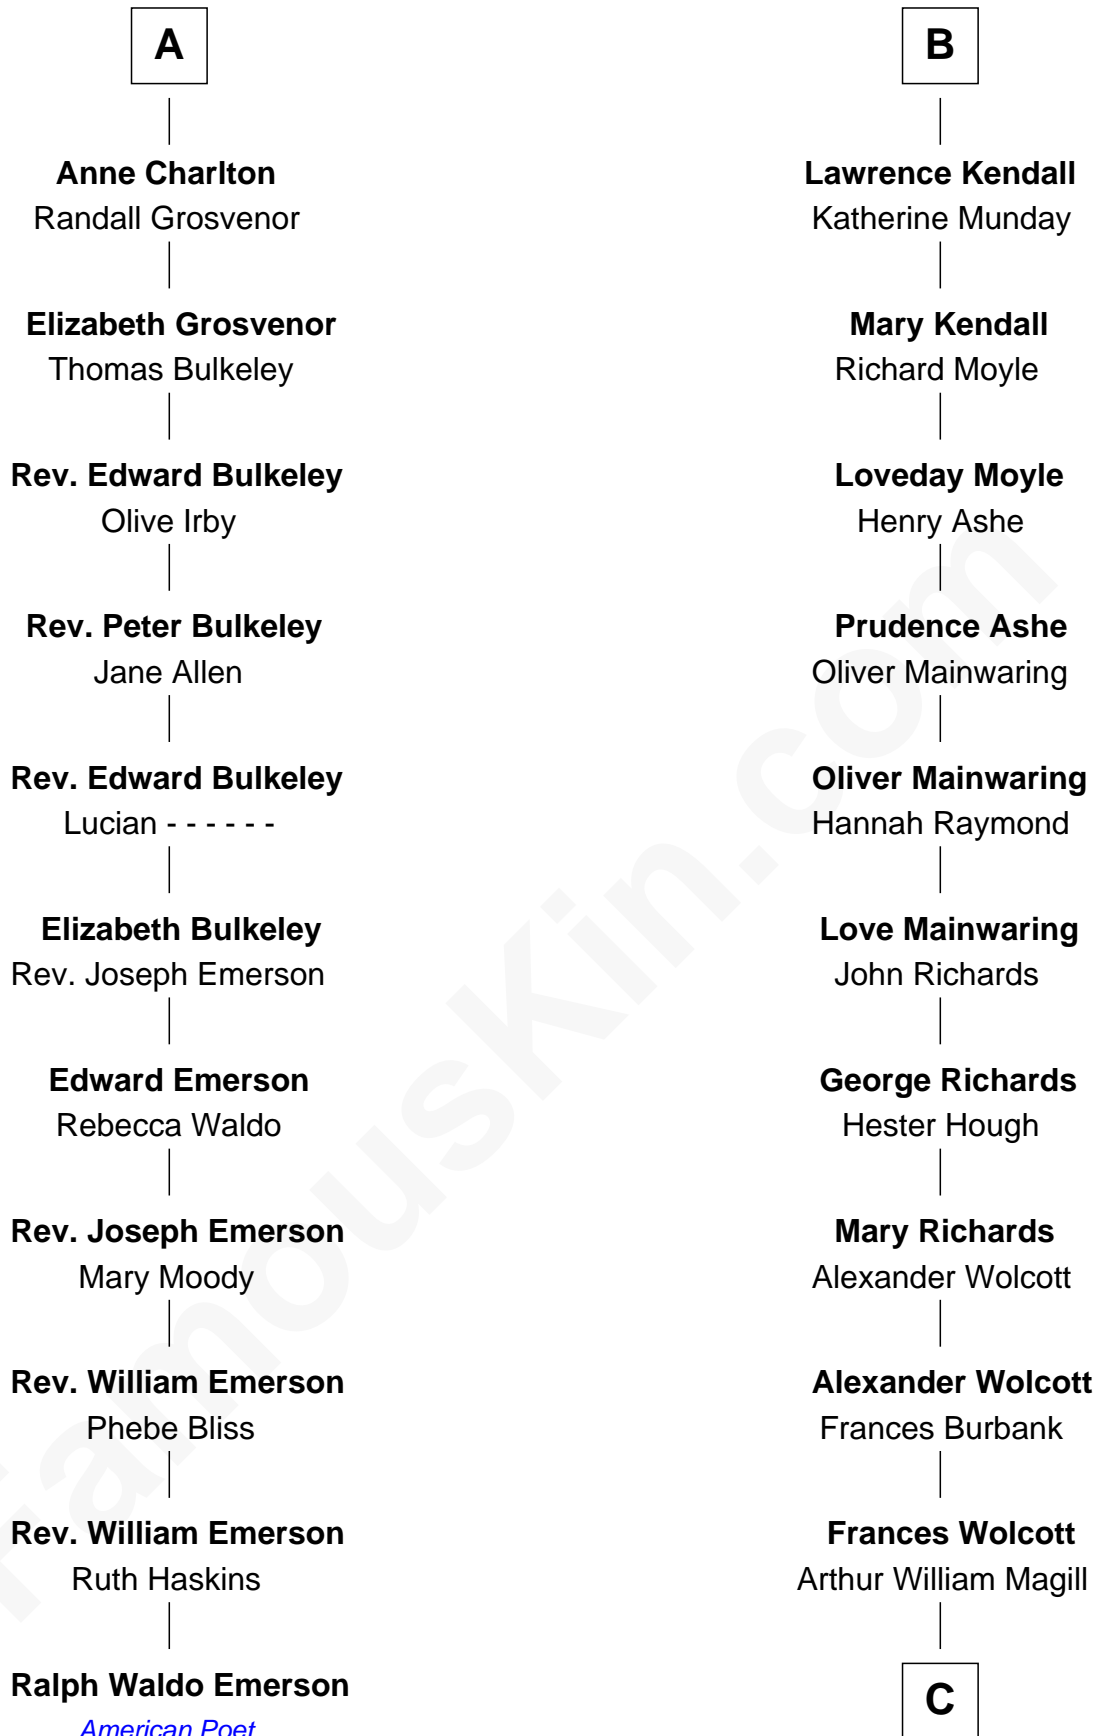 A
Anne Charlton
Randall Grosvenor
Elizabeth Grosvenor
Thomas Bulkeley
Rev. Edward Bulkeley
Olive Irby
Rev. Peter Bulkeley
Jane Allen
Rev. Edward Bulkeley
Lucian - - - - - -
Elizabeth Bulkeley
Rev. Joseph Emerson
Edward Emerson
Rebecca Waldo
Rev. Joseph Emerson
Mary Moody
Rev. William Emerson
Phebe Bliss
Rev. William Emerson
Ruth Haskins
Ralph Waldo Emerson
American Poet
B
Lawrence Kendall
Katherine Munday
Mary Kendall
Richard Moyle
Loveday Moyle
Henry Ashe
Prudence Ashe
Oliver Mainwaring
Oliver Mainwaring
Hannah Raymond
Love Mainwaring
John Richards
George Richards
Hester Hough
Mary Richards
Alexander Wolcott
Alexander Wolcott
Frances Burbank
Frances Wolcott
Arthur William Magill
C
FamousKin.com